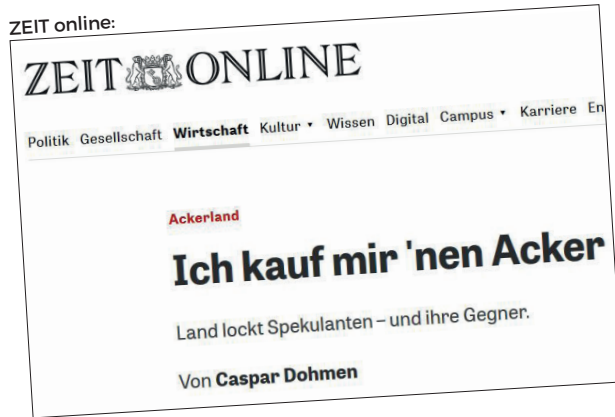 ZEIT online:
ZEIT ONLINE
Politik Gesellschaft Wirtschaft Kultur Wissen Digital Campus Karriere En
Ackerland
Ich kauf mir 'nen Acker
Land lockt Spekulanten – und ihre Gegner.
Von Caspar Dohmen